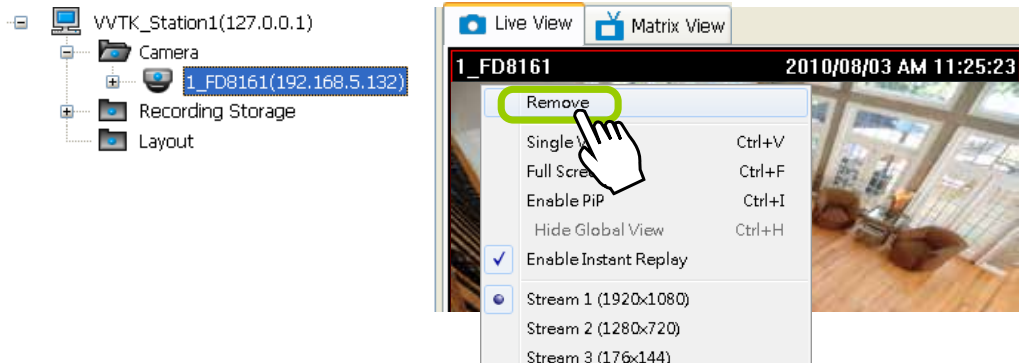 VVTK_Station1(127.0.0.1)
Camera
1_FD8161(192.168.5.132)
Recording Storage
Layout
Live View
Matrix View
1_FD8161 2010/08/03 AM 11:25:23
Remove
Single Ctrl+V
Full Ctrl+F
Enable PiP Ctrl+I
Hide Global View Ctrl+H
Enable Instant Replay
Stream 1 (1920x1080)
Stream 2 (1280x720)
Stream 3 (176x144)